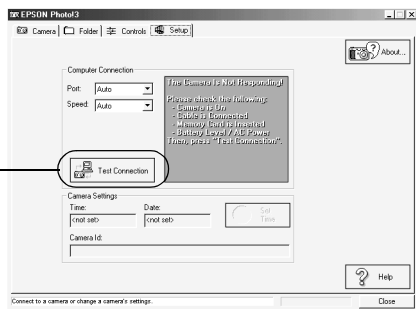 EPSON Photo!3
Camera Folder Controls Setup
About...
Computer Connection
Port: Auto
Speed: Auto
The Camera Is Not Responding!
Please check the following:
- Camera is On
- Cable is Connected
- Memory Card is Inserted
- Battery Level / AC Power
Then, press "Test Connection".
Test Connection
Camera Settings
Time: Date:
<not set> <not set>
Set
Time
Camera Id:
Help
Connect to a camera or change a camera's settings.
Close